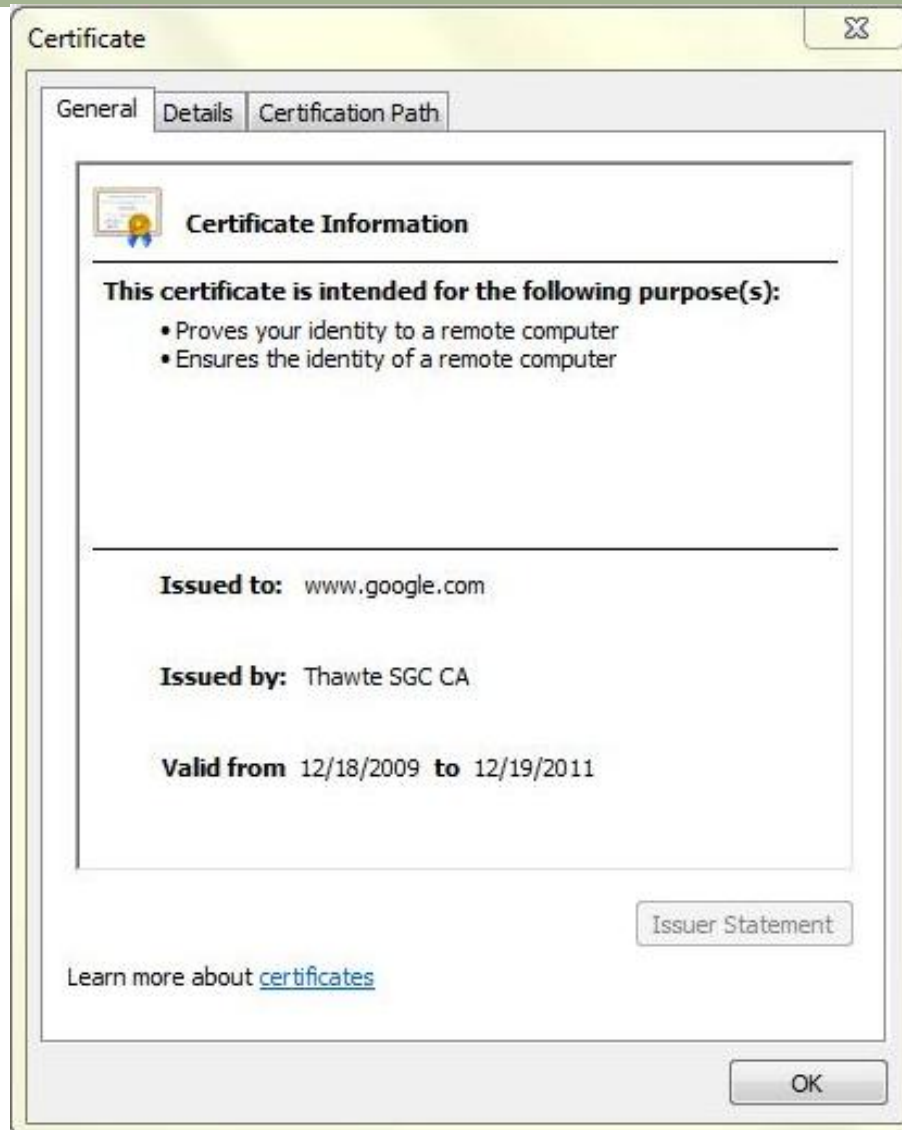 Certificate
General Details Certification Path
Certificate Information
This certificate is intended for the following purpose(s):
• Proves your identity to a remote computer
• Ensures the identity of a remote computer
Issued to: www.google.com
Issued by: Thawte SGC CA
Valid from 12/18/2009 to 12/19/2011
Issuer Statement
Learn more about certificates
OK